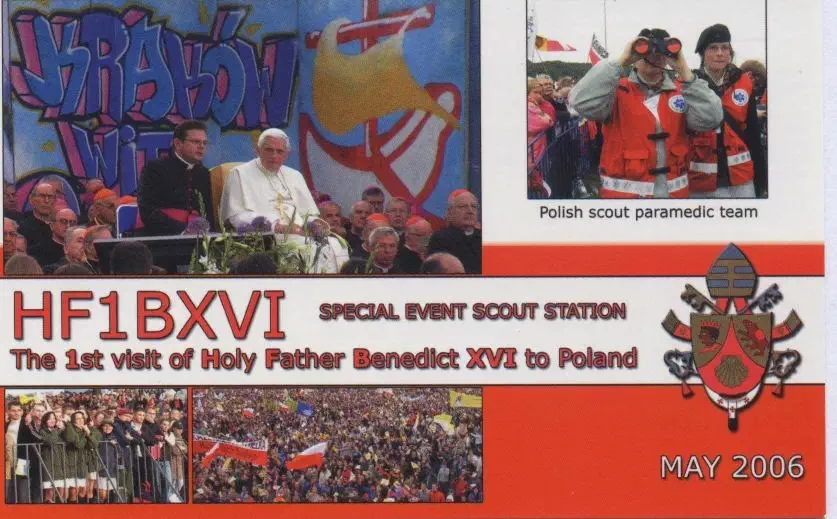 KRAKÓW
WIT
Polish scout paramedic team
HF1BXVI
SPECIAL EVENT SCOUT STATION
The 1st visit of Holy Father Benedict XVI to Poland
MAY 2006